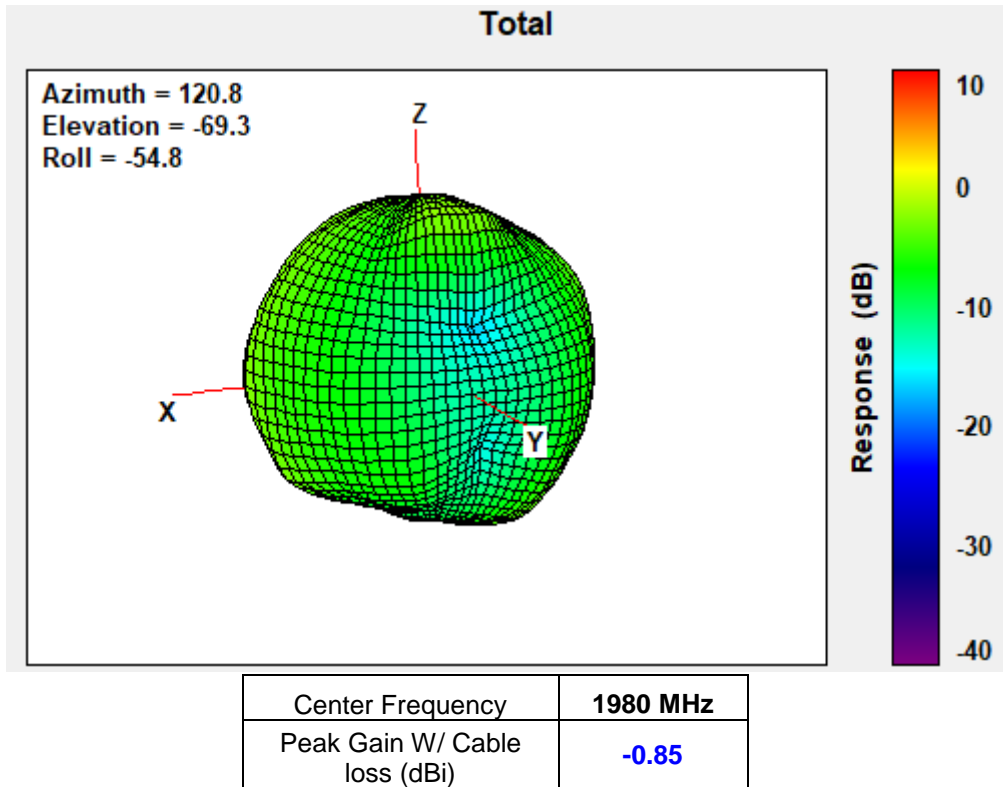 Total
Azimuth = 120.8
Elevation = -69.3
Roll = -54.8
Z
X
Y
10
0
-10
-20
-30
-40
Response (dB)
Center Frequency 1980 MHz
Peak Gain W/ Cable
loss (dBi) -0.85